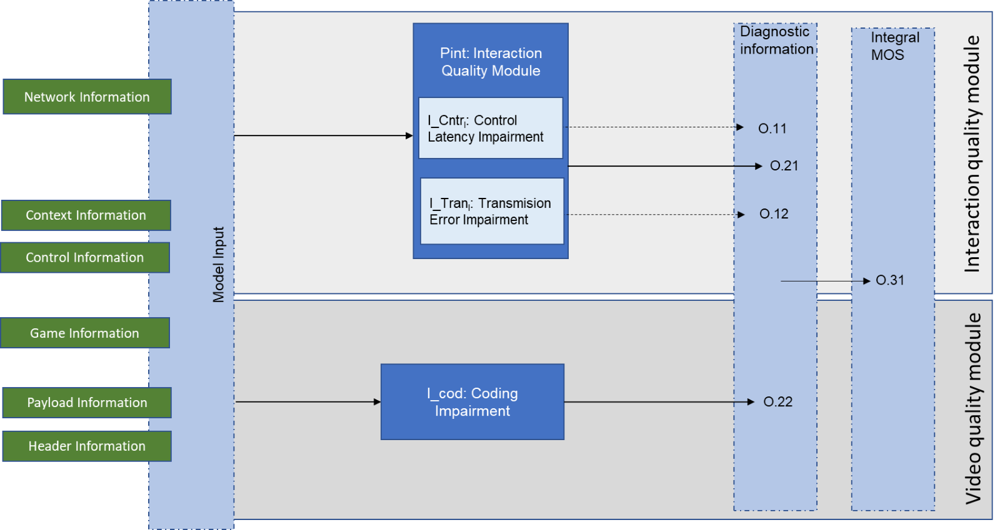 Network Information
Context Information
Control Information
Game Information
Payload Information
Header Information
Model Input
Pint: Interaction
Quality Module
I_Cntrₗ: Control
Latency Impairment
I_Tranₗ: Transmision
Error Impairment
I_cod: Coding
Impairment
Diagnostic
information
O.11
O.21
O.12
O.22
Integral
MOS
O.31
Interaction quality module
Video quality module